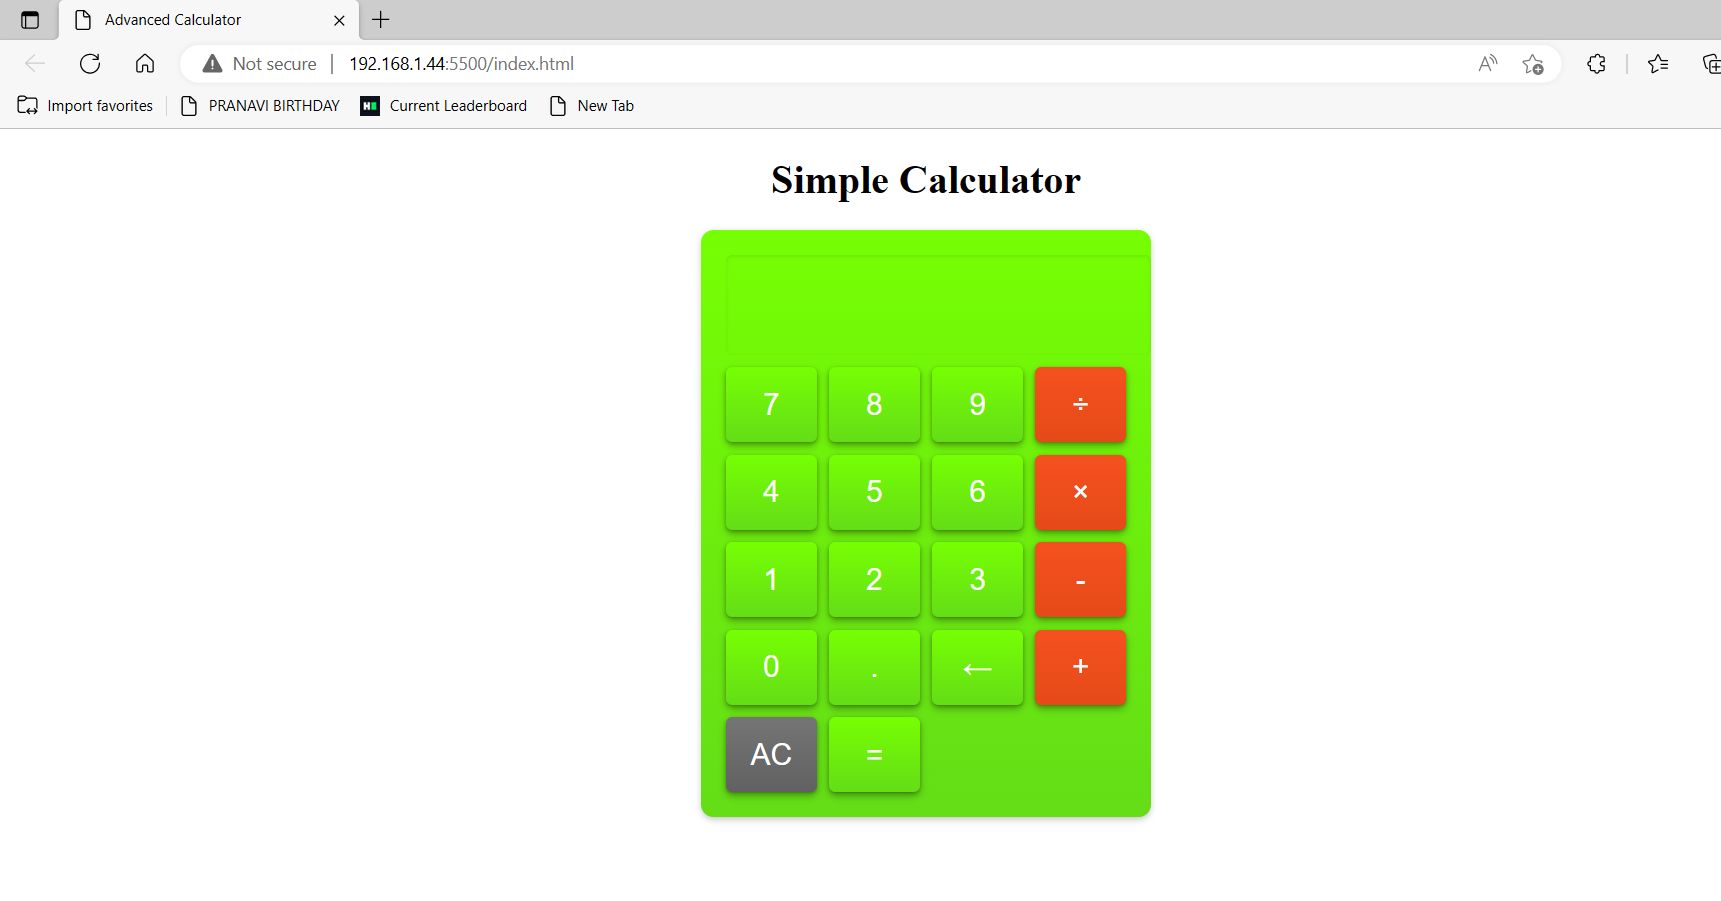 Advanced Calculator
Not secure | 192.168.1.44:5500/index.html
Import favorites PRANAVI BIRTHDAY Current Leaderboard New Tab
Simple Calculator
7 8 9 ÷
4 5 6 ×
1 2 3 -
0 . ← +
AC =